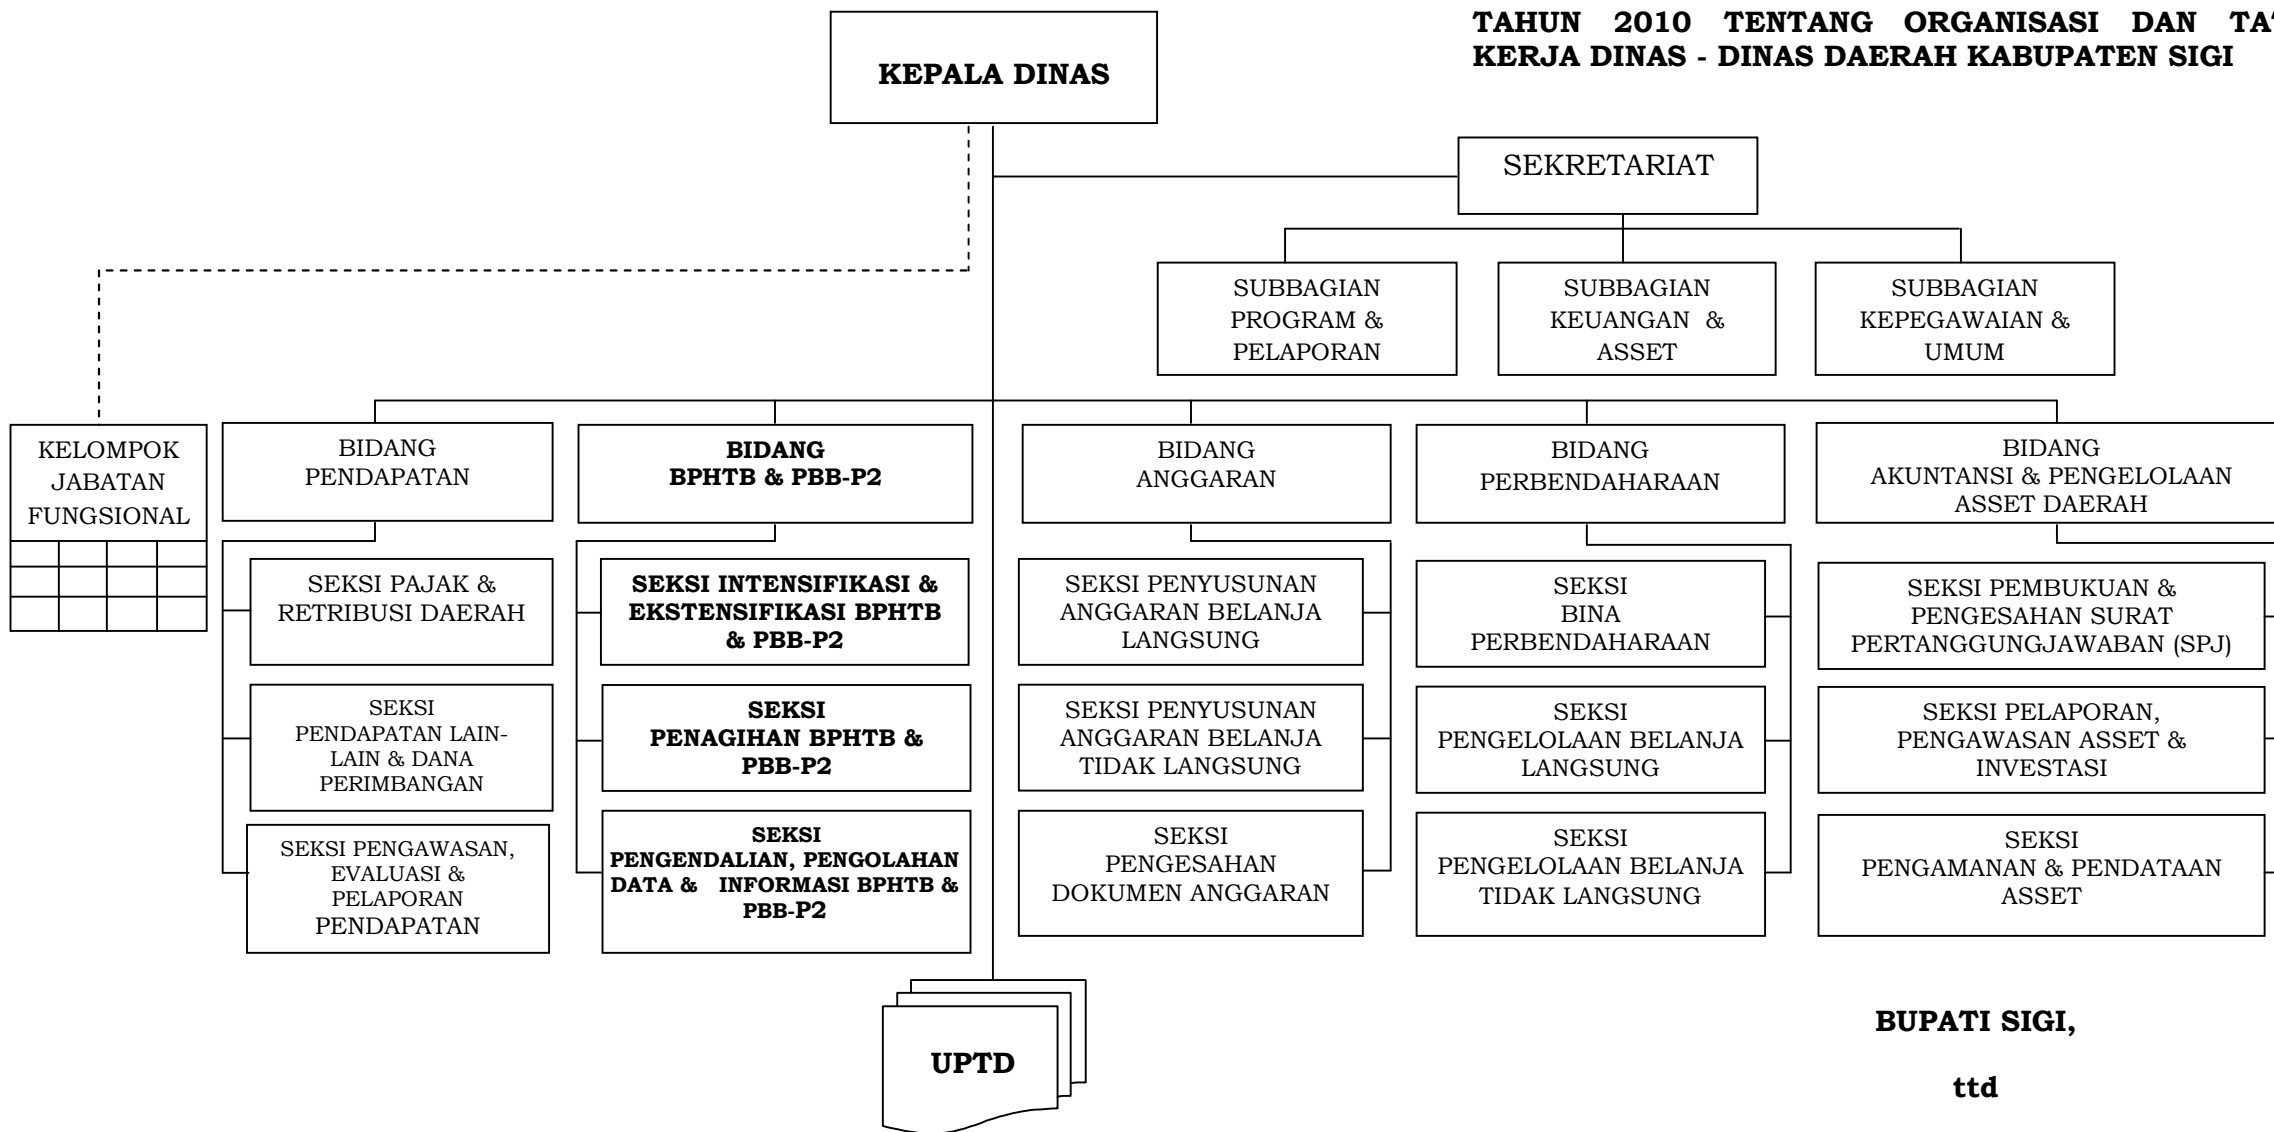 TAHUN 2010 TENTANG ORGANISASI DAN
KERJA DINAS - DINAS DAERAH KABUPATEN SIGI
KEPALA DINAS
SEKRETARIAT
SUBBAGIAN
PROGRAM &
PELAPORAN
SUBBAGIAN
KEUANGAN &
ASSET
SUBBAGIAN
KEPEGAWAIAN &
UMUM
KELOMPOK
JABATAN
FUNGSIONAL
BIDANG
PENDAPATAN
BIDANG
BPHTB & PBB-P2
BIDANG
ANGGARAN
BIDANG
PERBENDAHARAAN
BIDANG
AKUNTANSI & PENGELOLAAN
ASSET DAERAH
SEKSI PAJAK &
RETRIBUSI DAERAH
SEKSI INTENSIFIKASI &
EKSTENSIFIKASI BPHTB
& PBB-P2
SEKSI PENYUSUNAN
ANGGARAN BELANJA
LANGSUNG
SEKSI
BINA
PERBENDAHARAAN
SEKSI PEMBUKUAN &
PENGESAHAN SURAT
PERTANGGUNGJAWABAN (SPJ)
SEKSI
PENDAPATAN LAIN-
LAIN & DANA
PERIMBANGAN
SEKSI
PENAGIHAN BPHTB &
PBB-P2
SEKSI PENYUSUNAN
ANGGARAN BELANJA
TIDAK LANGSUNG
SEKSI
PENGELOLAAN BELANJA
LANGSUNG
SEKSI PELAPORAN,
PENGAWASAN ASSET &
INVESTASI
SEKSI PENGAWASAN,
EVALUASI &
PELAPORAN
PENDAPATAN
SEKSI
PENGENDALIAN, PENGOLAHAN
DATA & INFORMASI BPHTB &
PBB-P2
SEKSI
PENGESAHAN
DOKUMEN ANGGARAN
SEKSI
PENGELOLAAN BELANJA
TIDAK LANGSUNG
SEKSI
PENGAMANAN & PENDATAAN
ASSET
UPTD
BUPATI SIGI,
ttd